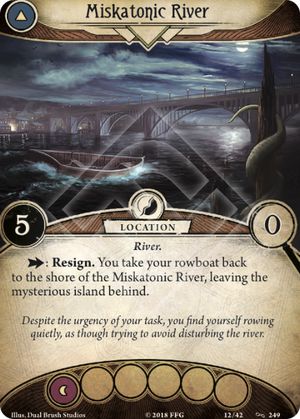 Miskatonic River
5
LOCATION
0
River.
: Resign. You take your rowboat back
to the shore of the Miskatonic River, leaving the
mysterious island behind.
Despite the urgency of your task, you find yourself rowing
quietly, as though trying to avoid disturbing the river.
Illus. Dual Brush Studios
© 2018 FFG
12/42
249